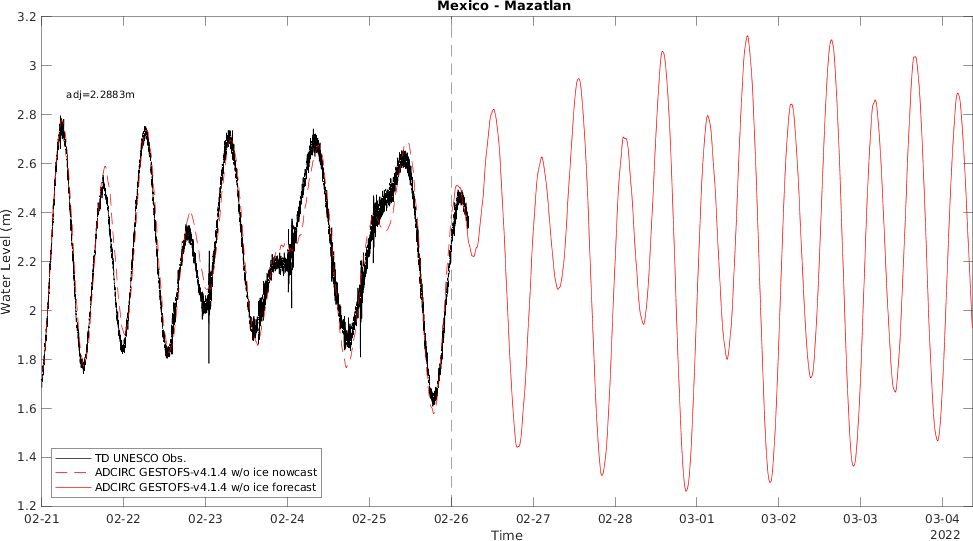 Mexico - Mazatlan
3.2
3
2.8
2.6
2.4
2.2
2
1.8
1.6
1.4
1.2
Water Level (m)
adj=2.2883m
TD UNESCO Obs.
ADCIRC GESTOFS-v4.1.4 w/o ice nowcast
ADCIRC GESTOFS-v4.1.4 w/o ice forecast
02-21 02-22 02-23 02-24 02-25 02-26 02-27 02-28 03-01 03-02 03-03 03-04
2022
Time